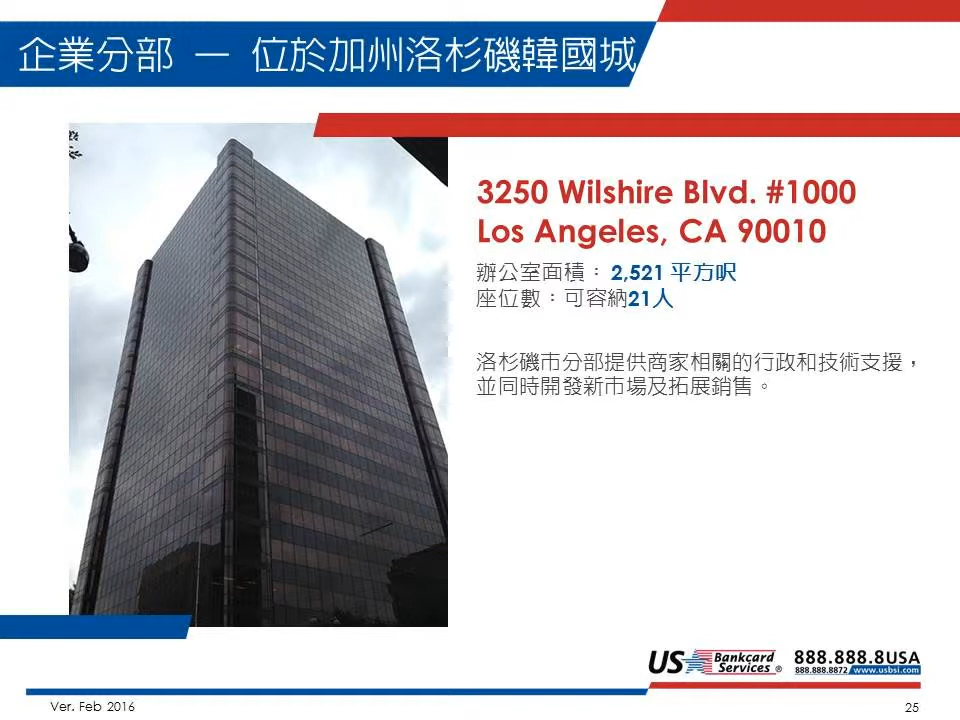 企業分部 — 位於加州洛杉磯韓國城
3250 Wilshire Blvd. #1000
Los Angeles, CA 90010
辦公室面積：2,521 平方呎
座位數：可容納21人
洛杉磯市分部提供商家相關的行政和技術支援，
並同時開發新市場及拓展銷售。
US Bankcard Services ®
888.888.8USA
888.888.8872 www.usbsi.com
Ver. Feb 2016
25